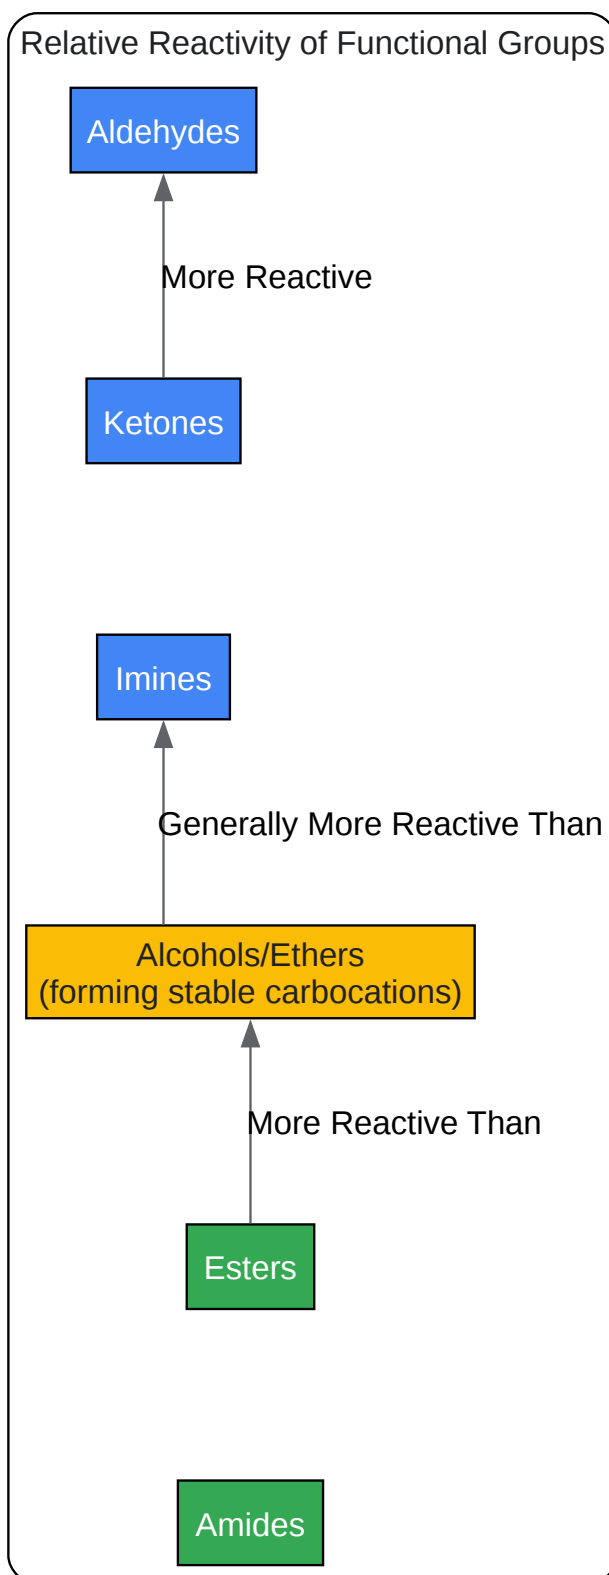 Relative Reactivity of Functional Groups
Aldehydes
More Reactive
Ketones
Imines
Generally More Reactive Than
Alcohols/Ethers
(forming stable carbocations)
More Reactive Than
Esters
Amides